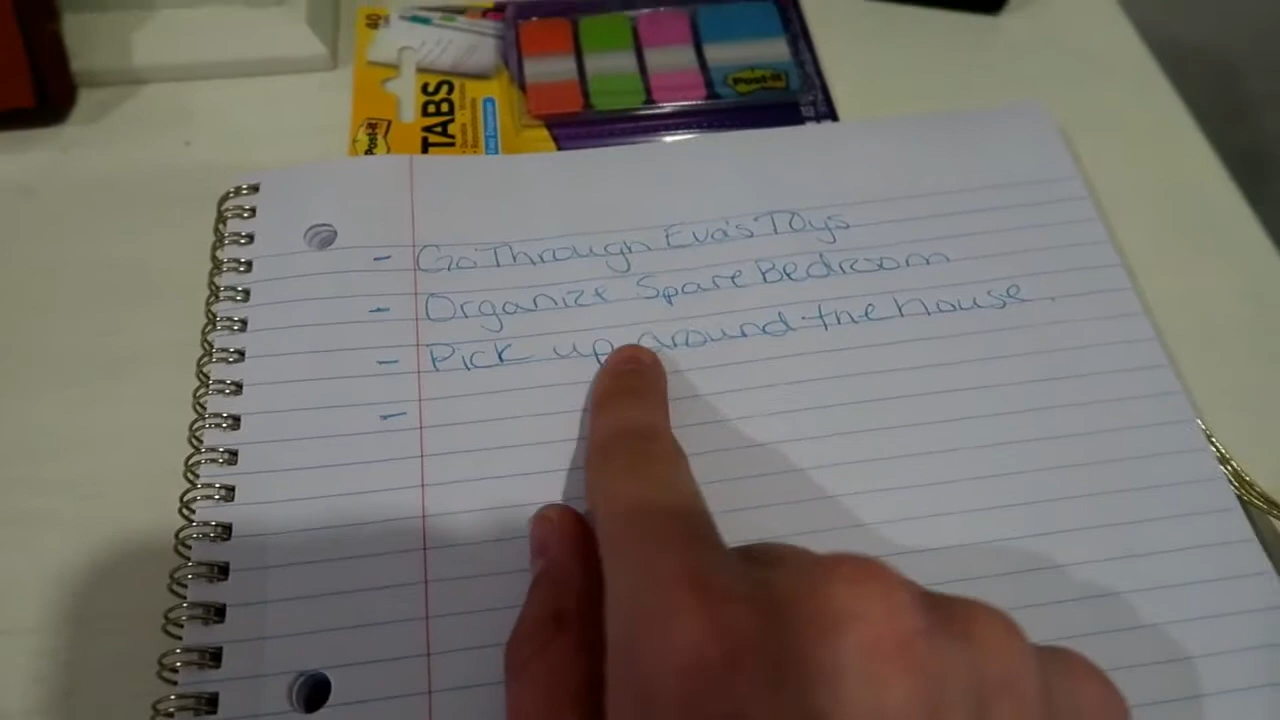 40
Post-it
TABS
Post-it
- Go Through Eva's Toys
- Organize Spare Bedroom
- Pick up around the house.
-